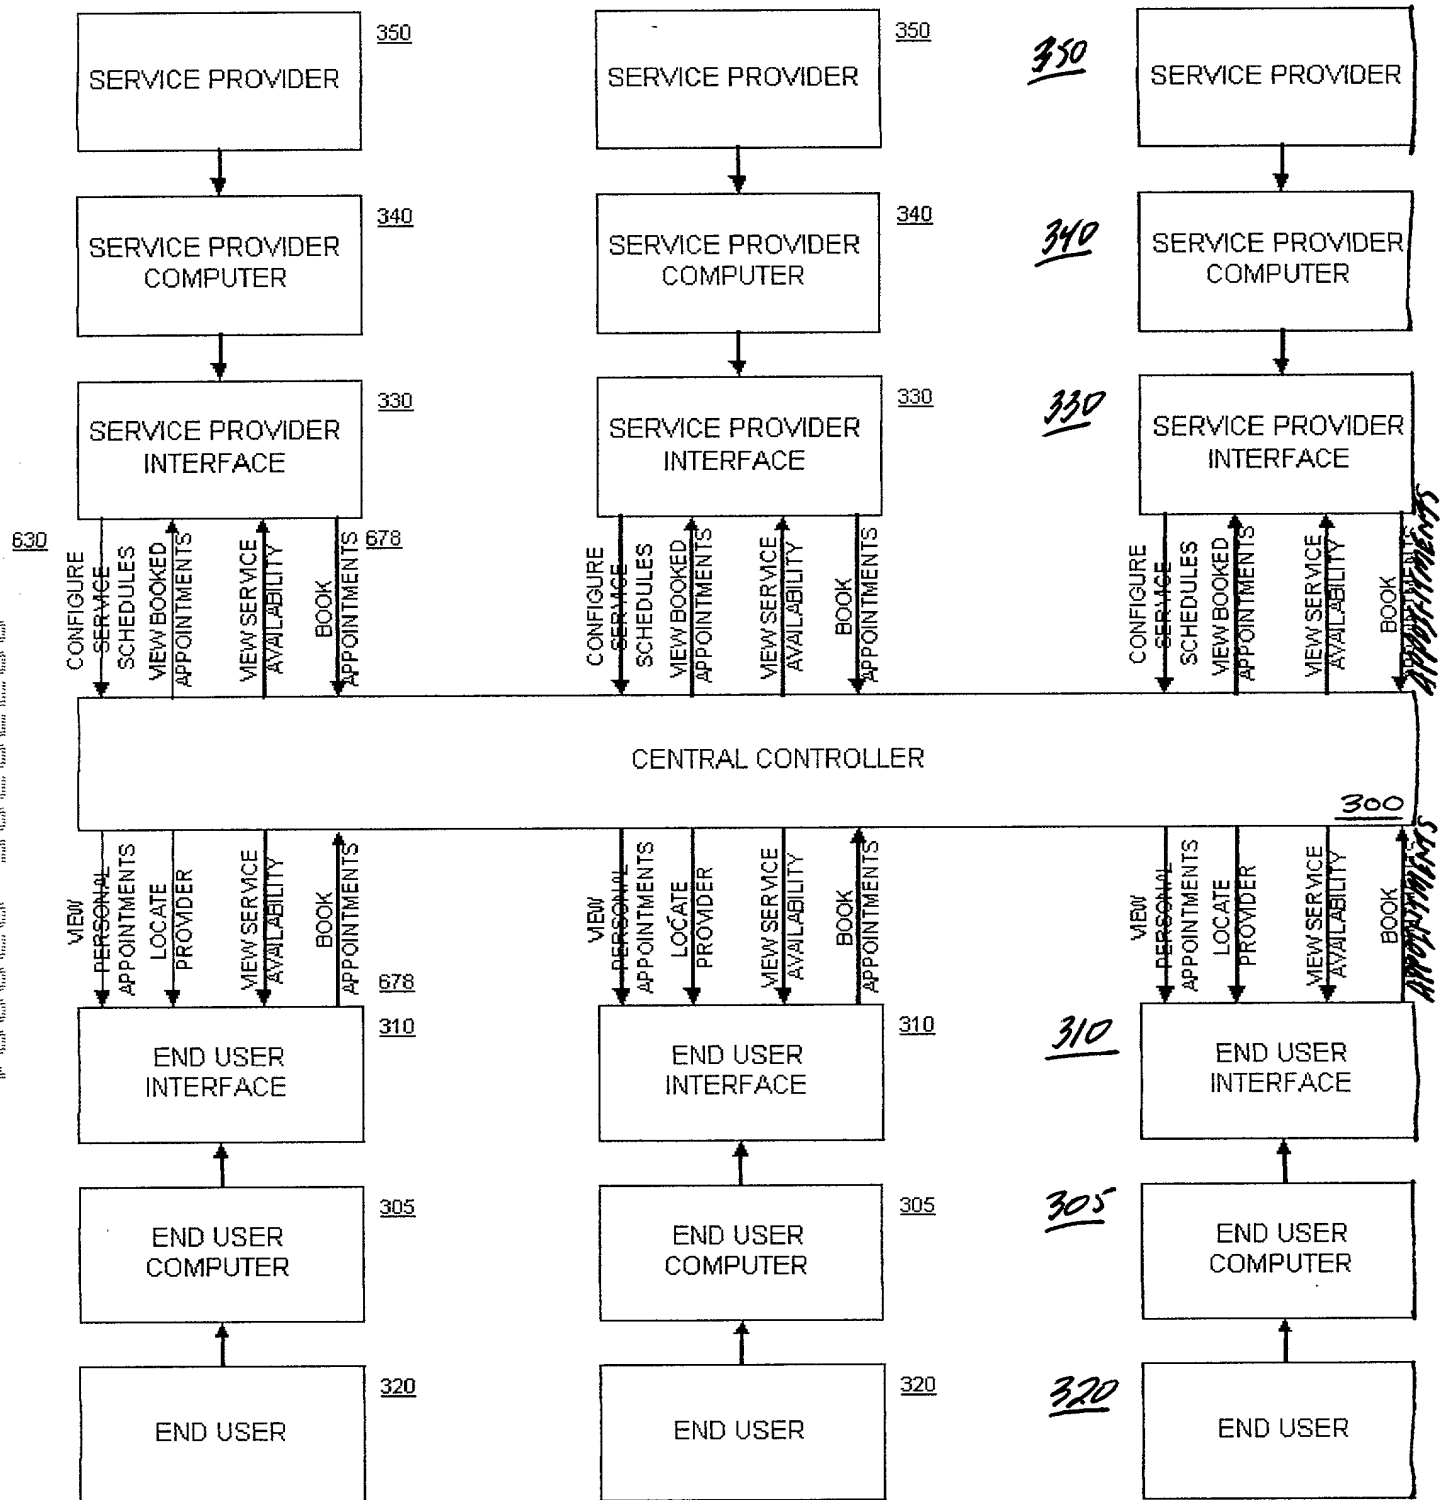 350
SERVICE PROVIDER
350
SERVICE PROVIDER
350
SERVICE PROVIDER
340
SERVICE PROVIDER
COMPUTER
340
SERVICE PROVIDER
COMPUTER
340
SERVICE PROVIDER
COMPUTER
330
SERVICE PROVIDER
INTERFACE
330
SERVICE PROVIDER
INTERFACE
330
SERVICE PROVIDER
INTERFACE
630
CONFIGURE
SERVICE
SCHEDULES
VIEW BOOKED
APPOINTMENTS
VIEW SERVICE
AVAILABILITY
BOOK
APPOINTMENTS
678
CONFIGURE
SERVICE
SCHEDULES
VIEW BOOKED
APPOINTMENTS
VIEW SERVICE
AVAILABILITY
BOOK
APPOINTMENTS
CONFIGURE
SERVICE
SCHEDULES
VIEW BOOKED
APPOINTMENTS
VIEW SERVICE
AVAILABILITY
BOOK
APPOINTMENTS
CENTRAL CONTROLLER
300
VIEW
PERSONAL
APPOINTMENTS
LOCATE
PROVIDER
VIEW SERVICE
AVAILABILITY
BOOK
APPOINTMENTS
678
VIEW
PERSONAL
APPOINTMENTS
LOCATE
PROVIDER
VIEW SERVICE
AVAILABILITY
BOOK
APPOINTMENTS
VIEW
PERSONAL
APPOINTMENTS
LOCATE
PROVIDER
VIEW SERVICE
AVAILABILITY
BOOK
APPOINTMENTS
310
END USER
INTERFACE
310
END USER
INTERFACE
310
END USER
INTERFACE
305
END USER
COMPUTER
305
END USER
COMPUTER
305
END USER
COMPUTER
320
END USER
320
END USER
320
END USER